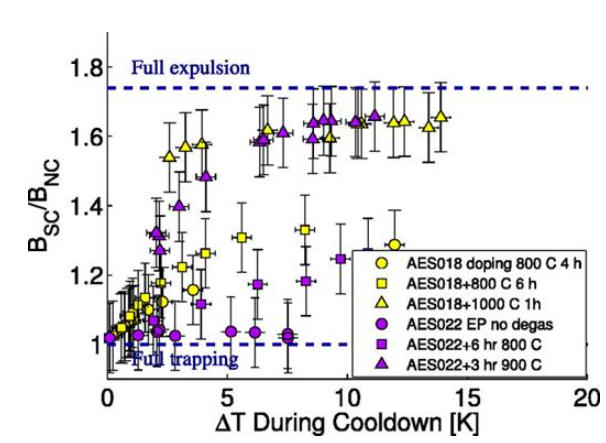 Full expulsion
1.8
1.6
1.4
1.2
1
B_SC/B_NC
Full trapping
AES018 doping 800 C 4 h
AES018+800 C 6 h
AES018+1000 C 1h
AES022 EP no degas
AES022+6 hr 800 C
AES022+3 hr 900 C
0 5 10 15 20
ΔT During Cooldown [K]